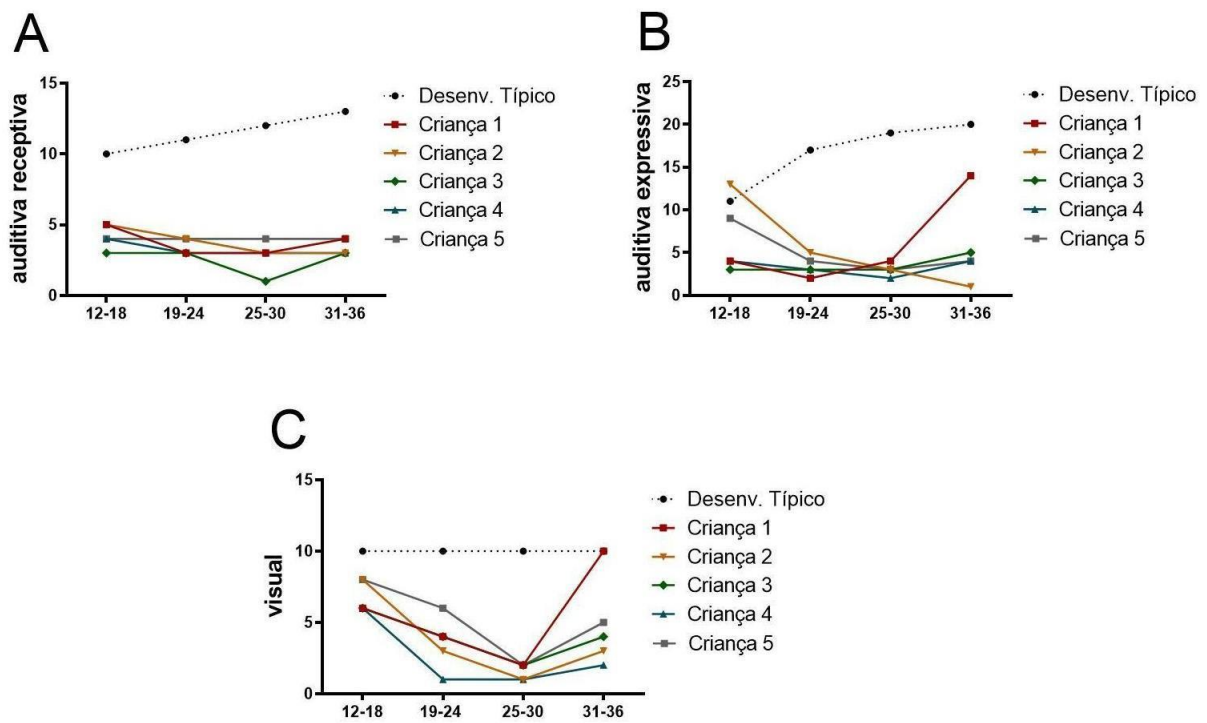 A
auditiva receptiva
15
10
5
0
12-18 19-24 25-30 31-36
Desenv. Típico
Criança 1
Criança 2
Criança 3
Criança 4
Criança 5
B
auditiva expressiva
25
20
15
10
5
0
12-18 19-24 25-30 31-36
Desenv. Típico
Criança 1
Criança 2
Criança 3
Criança 4
Criança 5
C
visual
15
10
5
0
12-18 19-24 25-30 31-36
Desenv. Típico
Criança 1
Criança 2
Criança 3
Criança 4
Criança 5